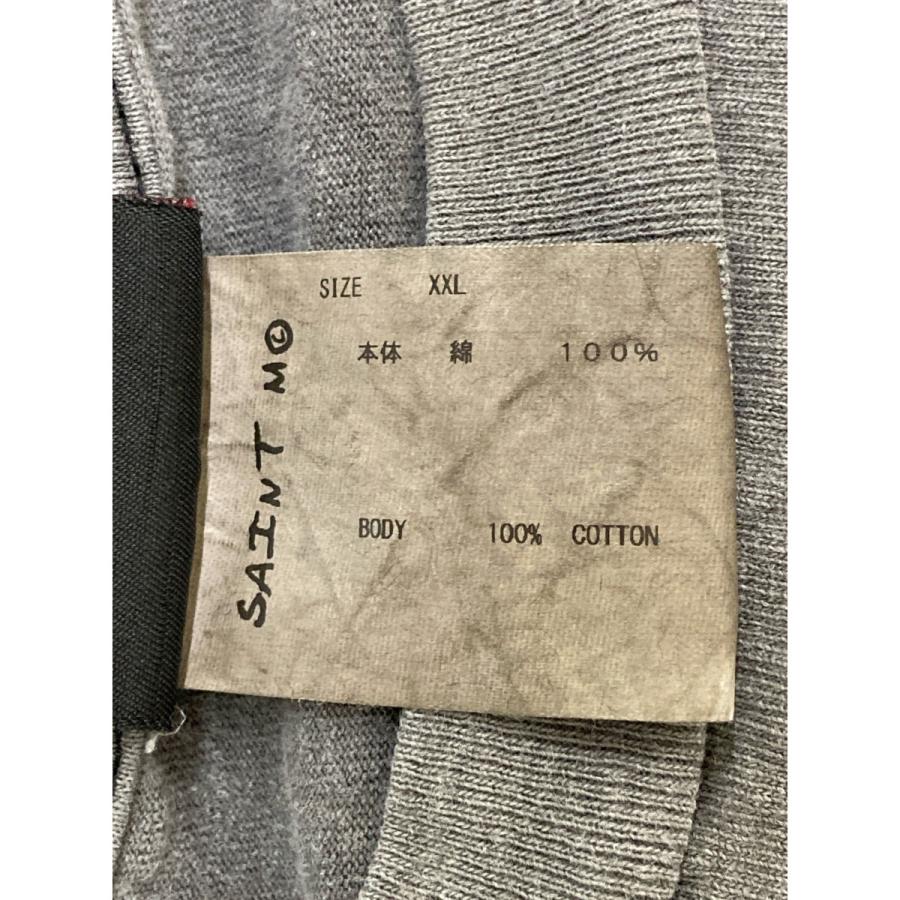 SIZE XXL
本体 綿 １００％
BODY 100% COTTON
SAINT M